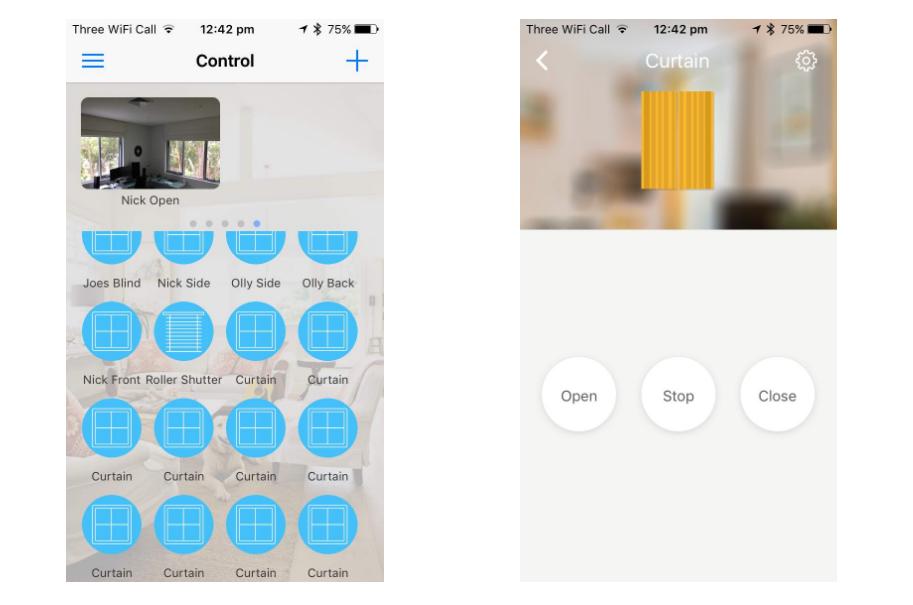 Three WiFi Call 12:42 pm 75%
Control
Nick Open
Joes Blind Nick Side Olly Side Olly Back
Nick Front Roller Shutter Curtain Curtain
Curtain Curtain Curtain Curtain
Curtain Curtain Curtain Curtain
Three WiFi Call 12:42 pm 75%
Curtain
Open Stop Close